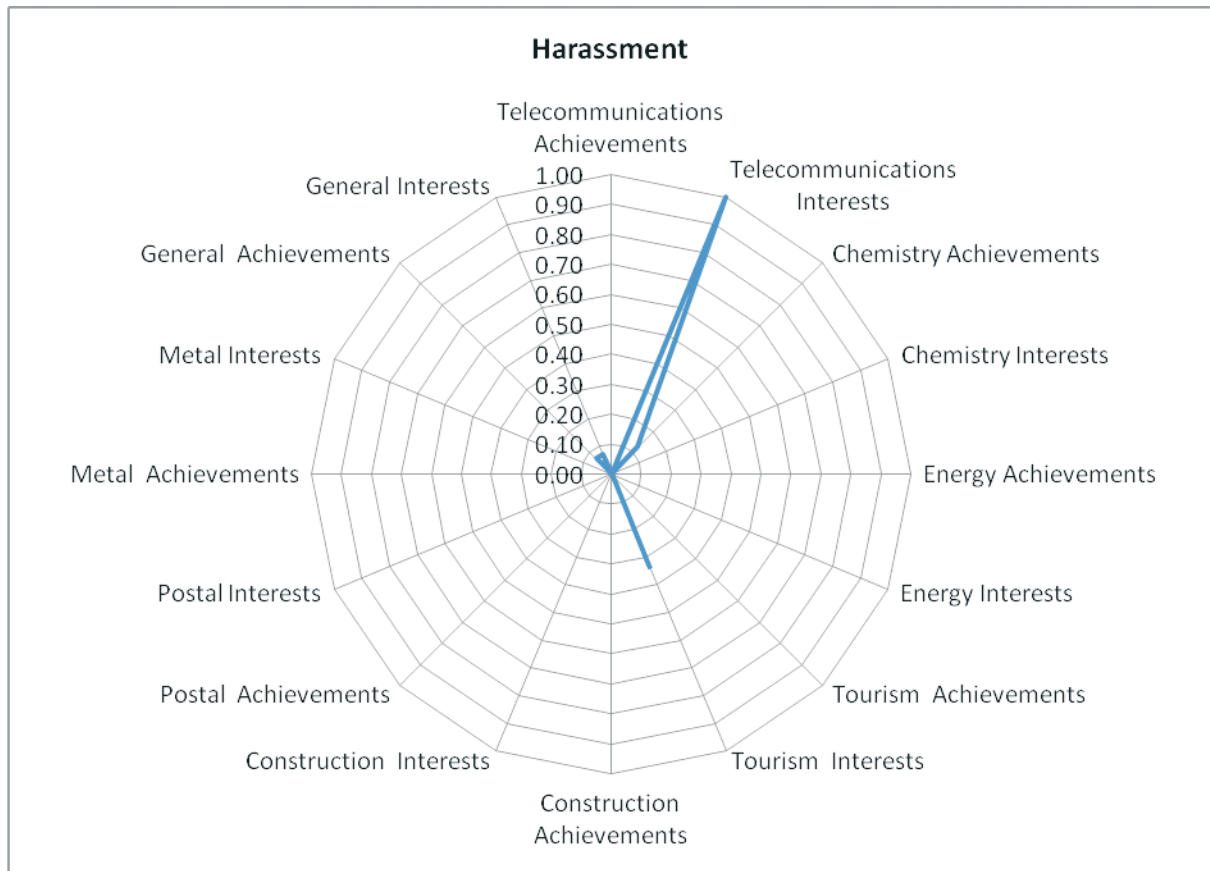 Harassment
Telecommunications
Achievements
Telecommunications
Interests
Chemistry Achievements
Chemistry Interests
Energy Achievements
Energy Interests
Tourism Achievements
Tourism Interests
Construction
Achievements
Construction Interests
Postal Achievements
Postal Interests
Metal Achievements
Metal Interests
General Achievements
General Interests
1.00
0.90
0.80
0.70
0.60
0.50
0.40
0.30
0.20
0.10
0.00